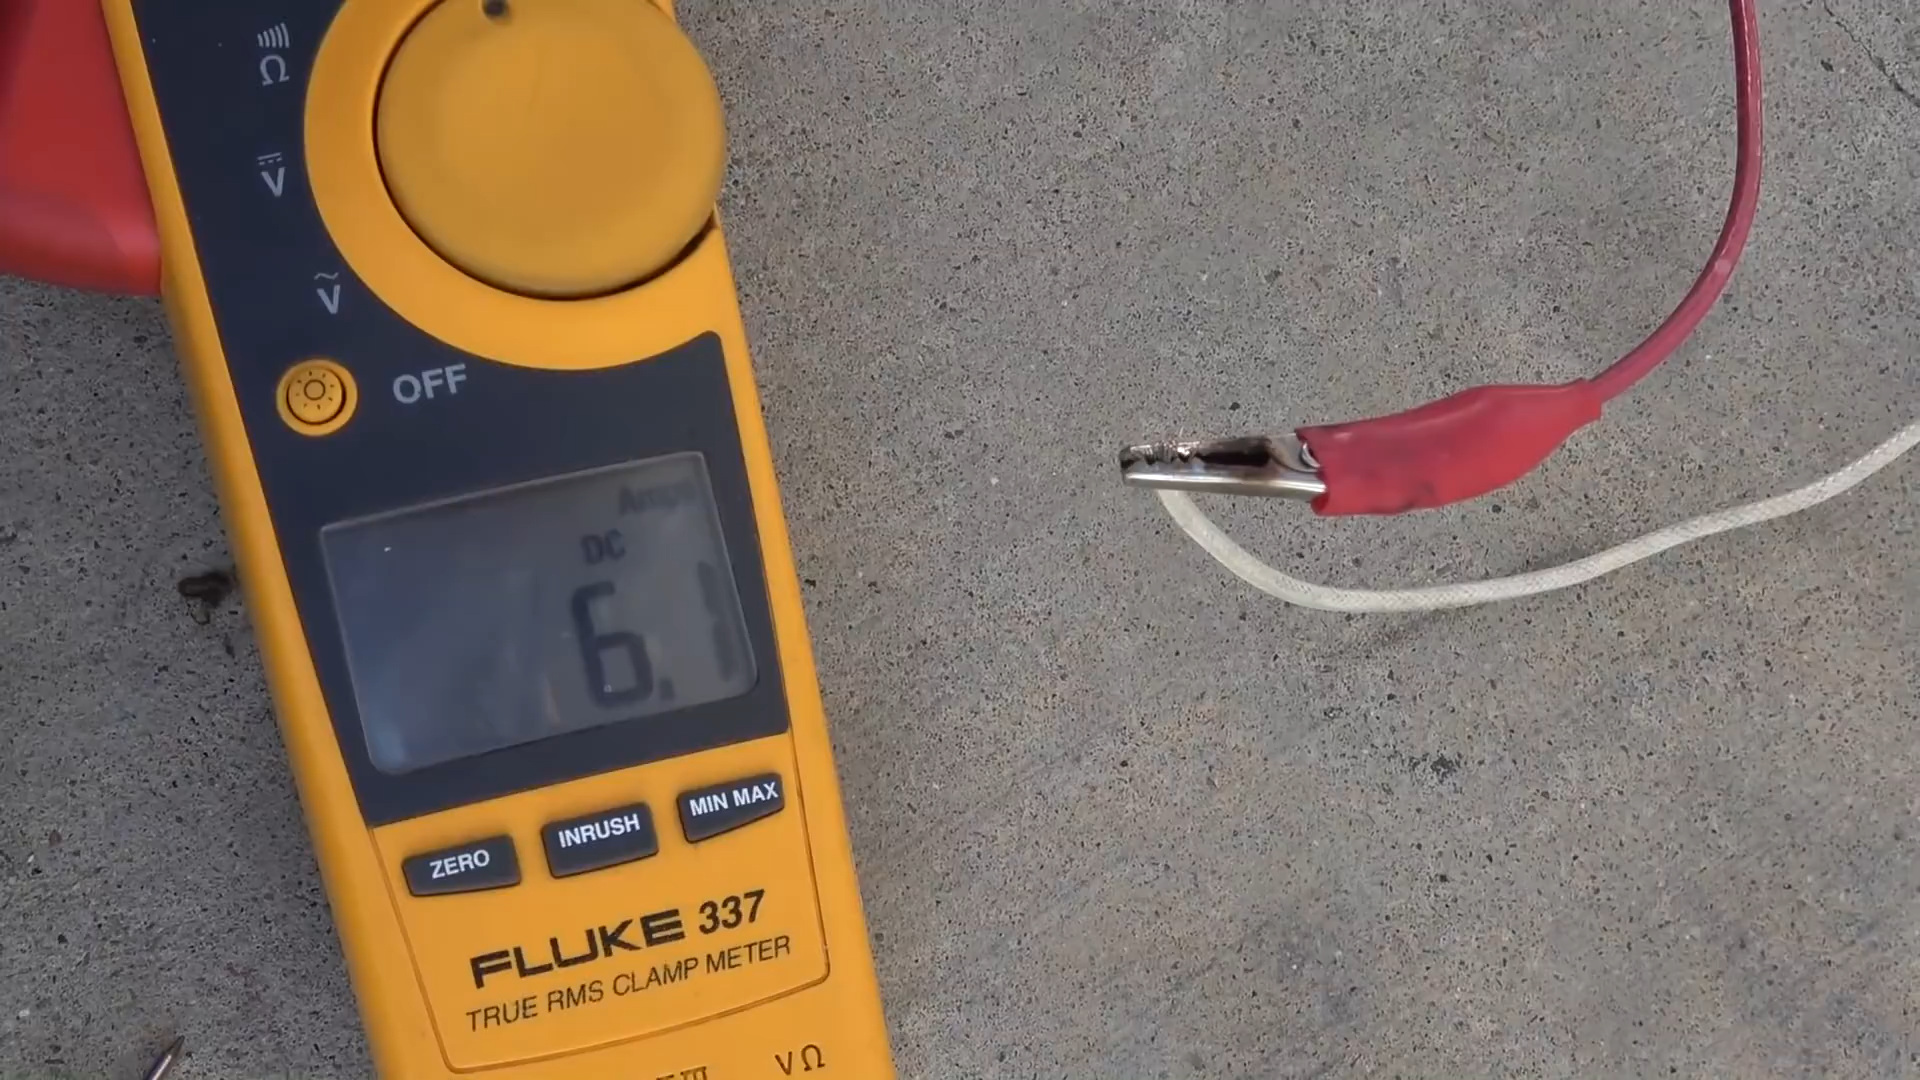 Ω
V
V
OFF
Amps
DC
6.1
ZERO
INRUSH
MIN MAX
FLUKE 337
TRUE RMS CLAMP METER
VΩ